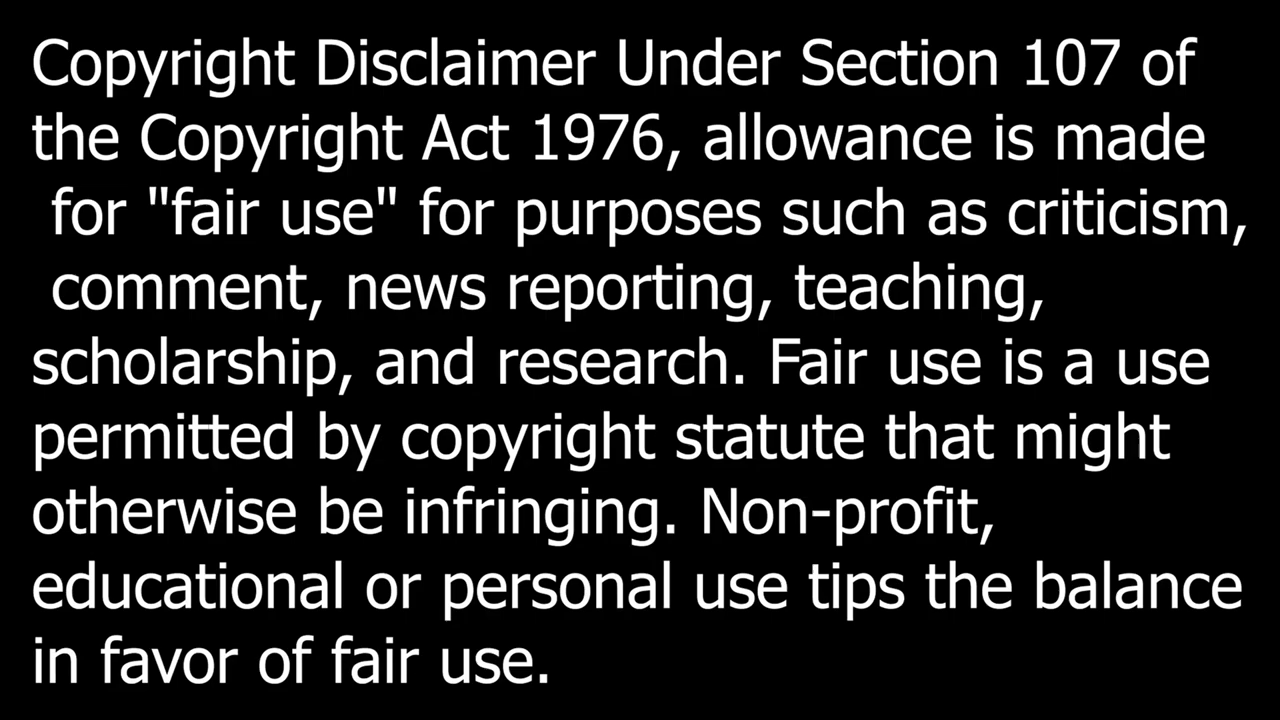 Copyright Disclaimer Under Section 107 of
the Copyright Act 1976, allowance is made
for "fair use" for purposes such as criticism,
comment, news reporting, teaching,
scholarship, and research. Fair use is a use
permitted by copyright statute that might
otherwise be infringing. Non-profit,
educational or personal use tips the balance
in favor of fair use.